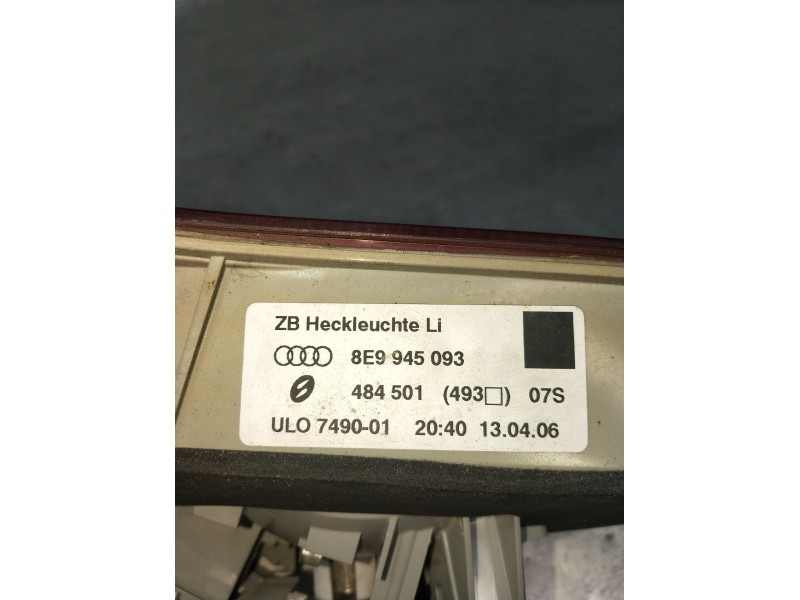 ZB Heckleuchte Li
8E9 945 093
484 501 (493□) 07S
ULO 7490-01 20:40 13.04.06